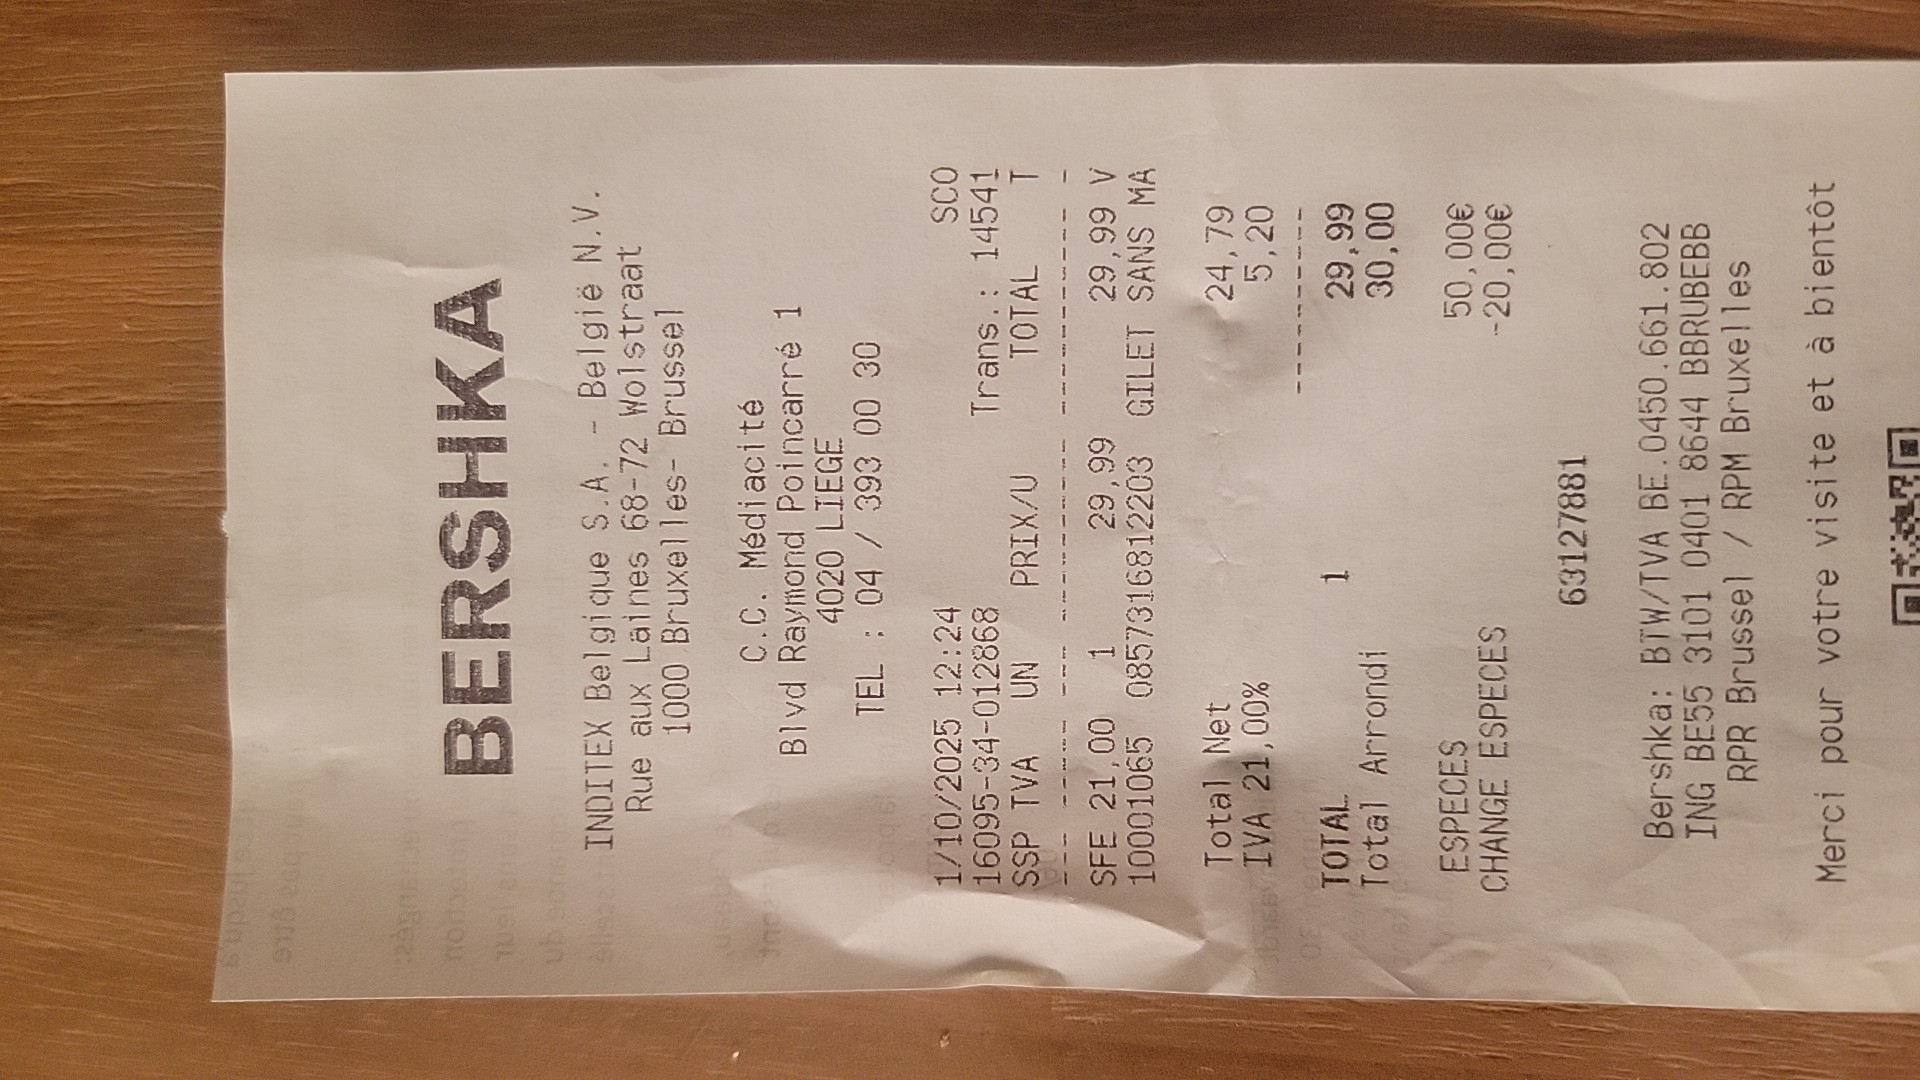 BERSHKA
INDITEX Belgique S.A. - België N.V.
Rue aux Laines 68-72 Wolstraat
1000 Bruxelles- Brussel
C.C. Médiacité
Blvd Raymond Poincarré 1
4020 LIEGE
TEL : 04 / 393 00 30
1/10/2025 12:24 SCO
16095-34-012868 Trans.: 14541
SSP TVA UN PRIX/U TOTAL T
--- ----- --- --------- ----------- -
SFE 21,00 1 29,99 29,99 V
10001065 08573168122​03 GILET SANS MA
Total Net 24,79
IVA 21,00% 5,20
-----------
TOTAL 1 29,99
Total Arrondi 30,00
ESPECES 50,00€
CHANGE ESPECES -20,00€
63127881
Bershka: BTW/TVA BE.0450.661.802
ING BE55 3101 0401 8644 BBRUBEBB
RPR Brussel / RPM Bruxelles
Merci pour votre visite et à bientôt